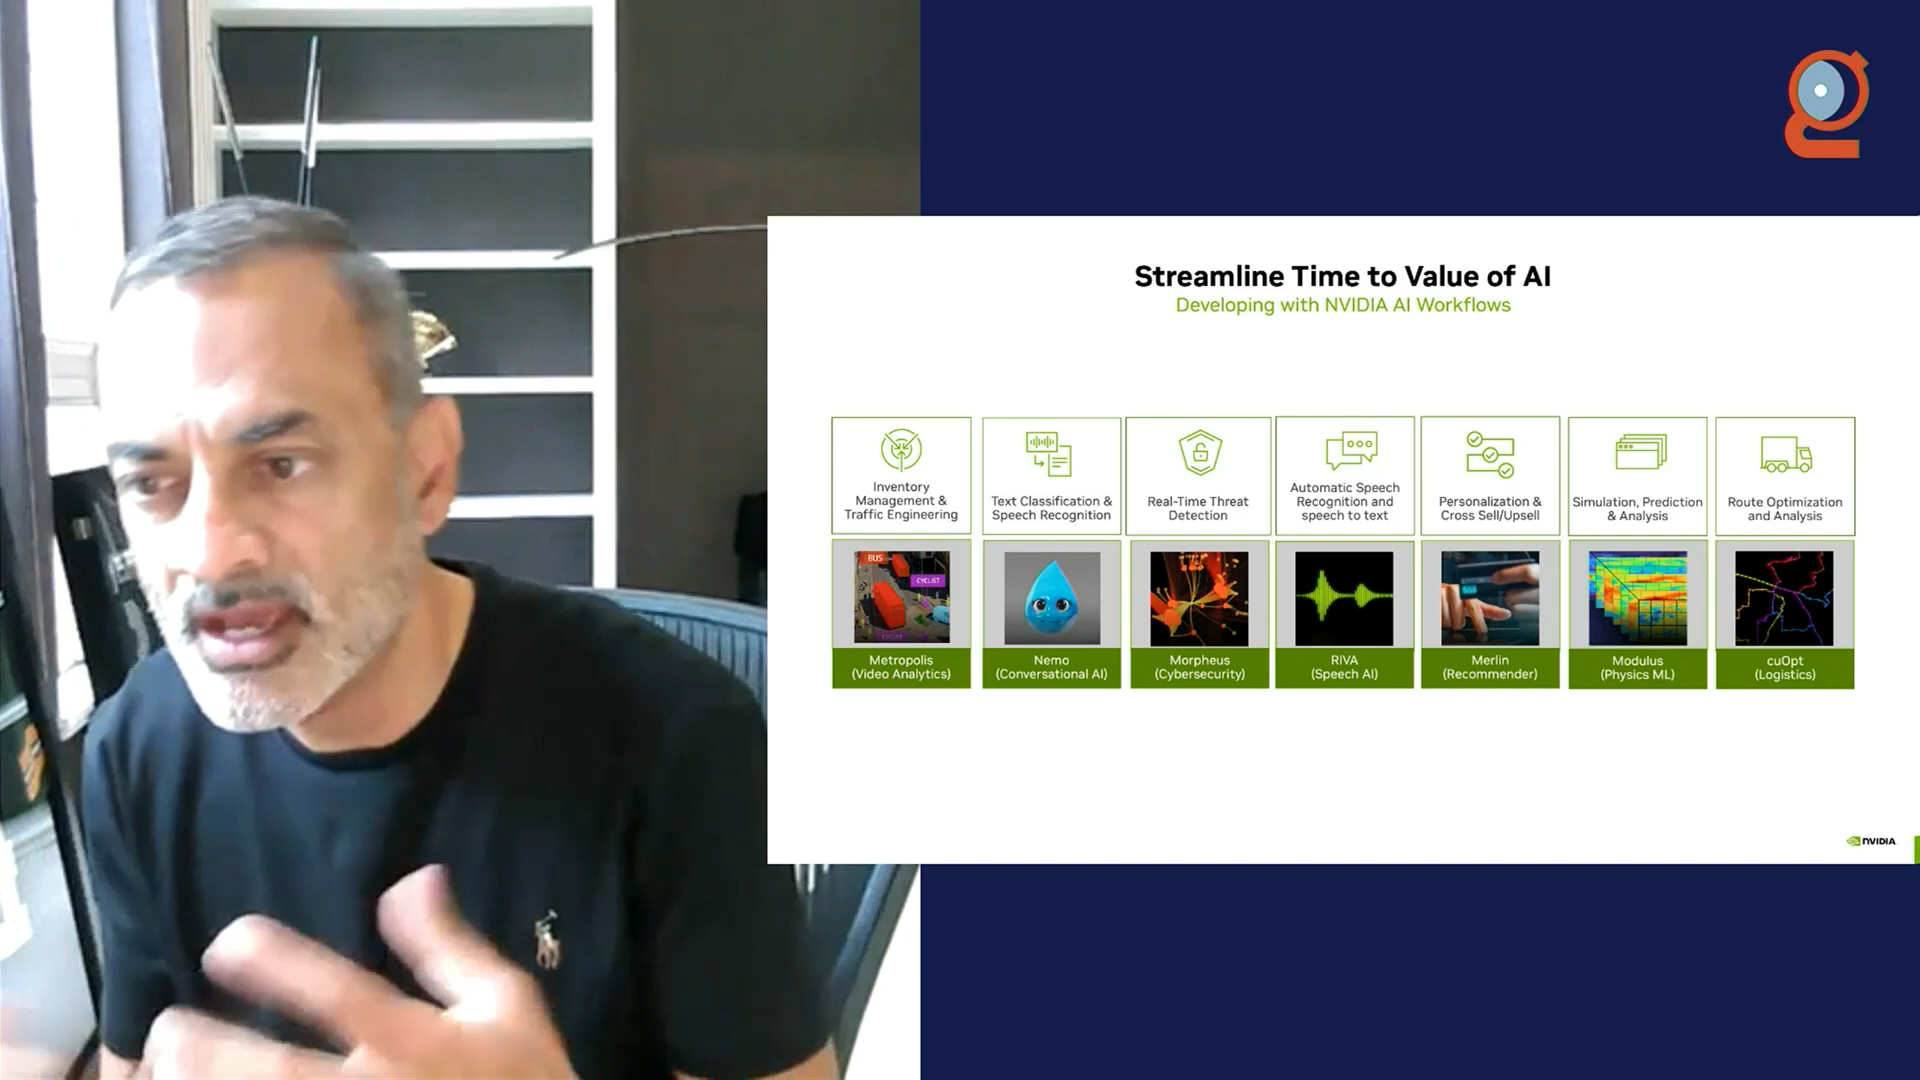 Streamline Time to Value of AI
Developing with NVIDIA AI Workflows
Inventory
Management &
Traffic Engineering
Text Classification &
Speech Recognition
Real-Time Threat
Detection
Automatic Speech
Recognition and
speech to text
Personalization &
Cross Sell/Upsell
Simulation, Prediction
& Analysis
Route Optimization
and Analysis
BUS
CYCLIST
CYCLIST
Metropolis
(Video Analytics)
Nemo
(Conversational AI)
Morpheus
(Cybersecurity)
RIVA
(Speech AI)
Merlin
(Recommender)
Modulus
(Physics ML)
cuOpt
(Logistics)
NVIDIA